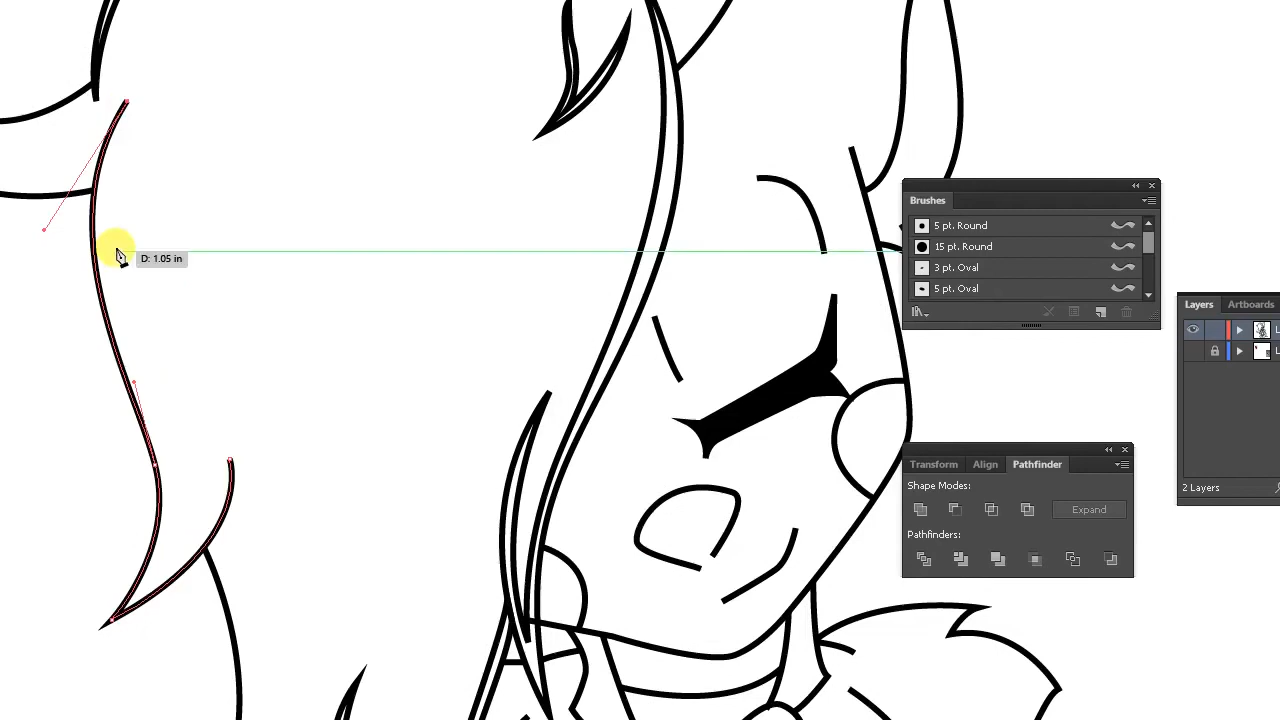 D: 1.05 in
Brushes
5 pt. Round
15 pt. Round
3 pt. Oval
5 pt. Oval
Layers Artboards
L
L
2 Layers
Transform Align Pathfinder
Shape Modes:
Expand
Pathfinders: